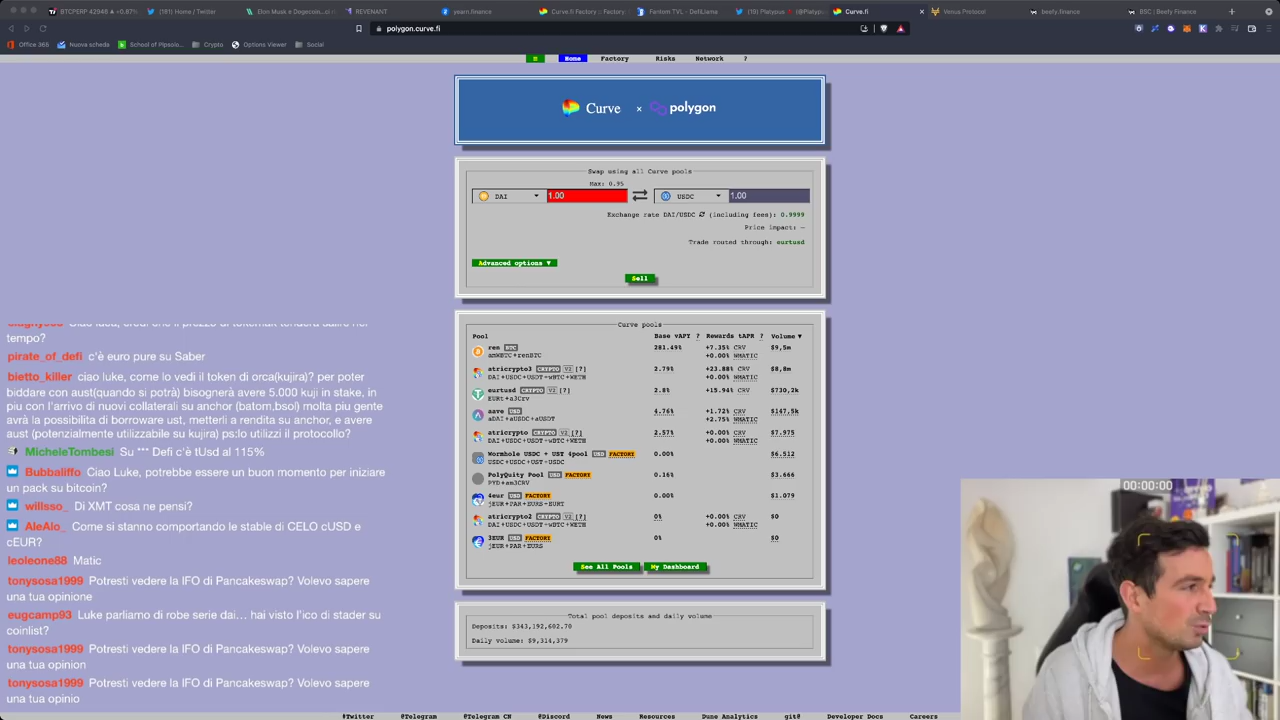 BTCPERP 42948 ▲ +0.67%
(181) Home / Twitter
Elon Musk e Degecoin
REVENANT
yearn.finance
Curve.fi Factory :: Factory
Fantom TVL - DefiLlama
(19) Platypus
Curve.fi
Venus Protocol
beefy.finance
BSC | Beefy Finance
polygon.curve.fi
Office 365
Nuova scheda
School of Pipsolo...
Crypto
Options Viewer
Social
Home Factory Risks Network ?
Curve × polygon
Swap using all Curve pools
Max: 0.95
DAI 1.00 USDC 1.00
Exchange rate DAI/USDC (including fees): 0.9999
Price impact: —
Trade routed through: eurtusd
Advanced options ▼
Sell
Curve pools
Pool Base vAPY ? Rewards tAPR ? Volume ▼
ren BTC 281.49% +7.35% CRV $9,5m
amWBTC+renBTC +0.00% WMATIC
atricrypto3 CRYPTO V2 [?] 2.79% +23.88% CRV $8,8m
DAI+USDC+USDT+wBTC+WETH +0.00% WMATIC
eurtusd CRYPTO V2 [?] 2.8% +15.94% CRV $730,2k
EURt+a3Crv
aave USD 4.76% +1.72% CRV $147.5k
aDAI+aUSDC+aUSDT +2.75% WMATIC
atricrypto CRYPTO V2 [?] 2.57% +0.00% CRV $7.975
DAI+USDC+USDT+wBTC+WETH +0.00% WMATIC
Wormhole USDC + UST 4pool USD FACTORY 0.00% $6.512
USDC+USDC+UST+USDC
PolyQuity Pool USD FACTORY 0.16% $3.666
PYD+am3CRV
4eur USD FACTORY 0.00% $1.079
jEUR+PAR+EURS+EURT
atricrypto2 CRYPTO V2 [?] 0% +0.00% CRV $0
DAI+USDC+USDT+wBTC+WETH +0.00% WMATIC
3EUR USD FACTORY 0% $0
jEUR+PAR+EURS
See All Pools My Dashboard
Total pool deposits and daily volume
Deposits: $343,192,602.70
Daily volume: $9,314,379
#Twitter @Telegram @Telegram CN @Discord News Resources Dune Analytics git@ Developer Docs Careers
tempo?
pirate_of_defi c'è euro pure su Saber
bietto_killer ciao luke, come lo vedi il token di orca(kujira)? per poter
biddare con aust(quando si potrà) bisognerà avere 5.000 kuji in stake, in
piu con l'arrivo di nuovi collaterali su anchor (batom,bsol) molta piu gente
avrà la possibilita di borroware ust, metterli a rendita su anchor, e avere
aust (potenzialmente utilizzabile su kujira) ps:lo utilizzi il protocollo?
MicheleTombesi Su *** Defi c'è tUsd al 115%
Bubbaliffo Ciao Luke, potrebbe essere un buon momento per iniziare
un pack su bitcoin?
willsso_ Di XMT cosa ne pensi?
AleAlo_ Come si stanno comportando le stable di CELO cUSD e
cEUR?
leoleone88 Matic
tonysosa1999 Potresti vedere la IFO di Pancakeswap? Volevo sapere
una tua opinione
eugcamp93 Luke parliamo di robe serie dai... hai visto l'ico di stader su
coinlist?
tonysosa1999 Potresti vedere la IFO di Pancakeswap? Volevo sapere
una tua opinion
tonysosa1999 Potresti vedere la IFO di Pancakeswap? Volevo sapere
una tua opinio
00:00:00